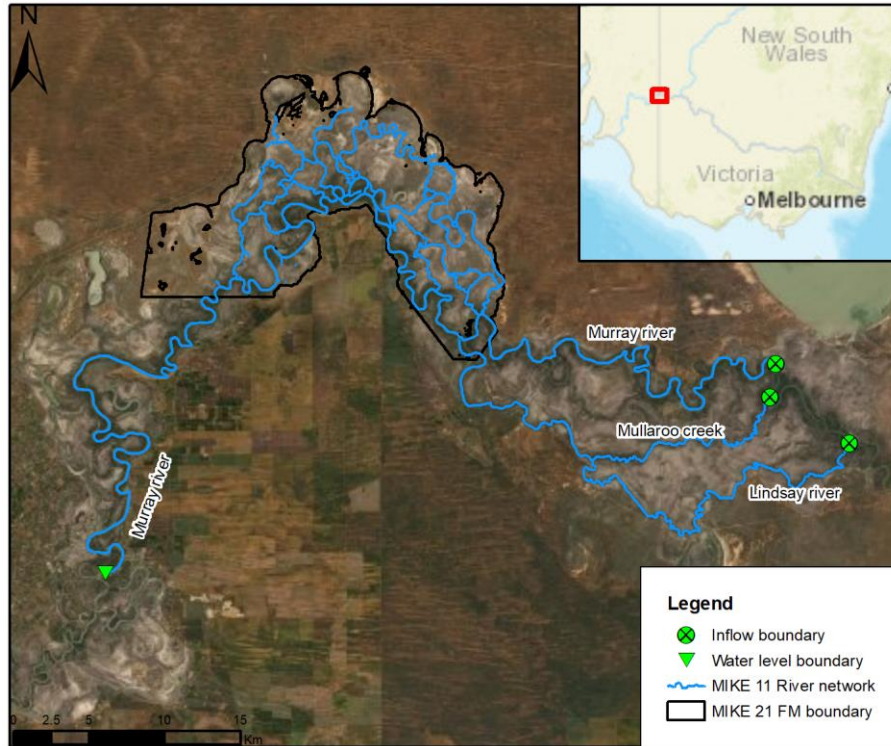 N
New South
Wales
Victoria
Melbourne
Murray river
Mullaroo creek
Lindsay river
Murray river
Legend
Inflow boundary
Water level boundary
MIKE 11 River network
MIKE 21 FM boundary
0 2.5 5 10 15
Km